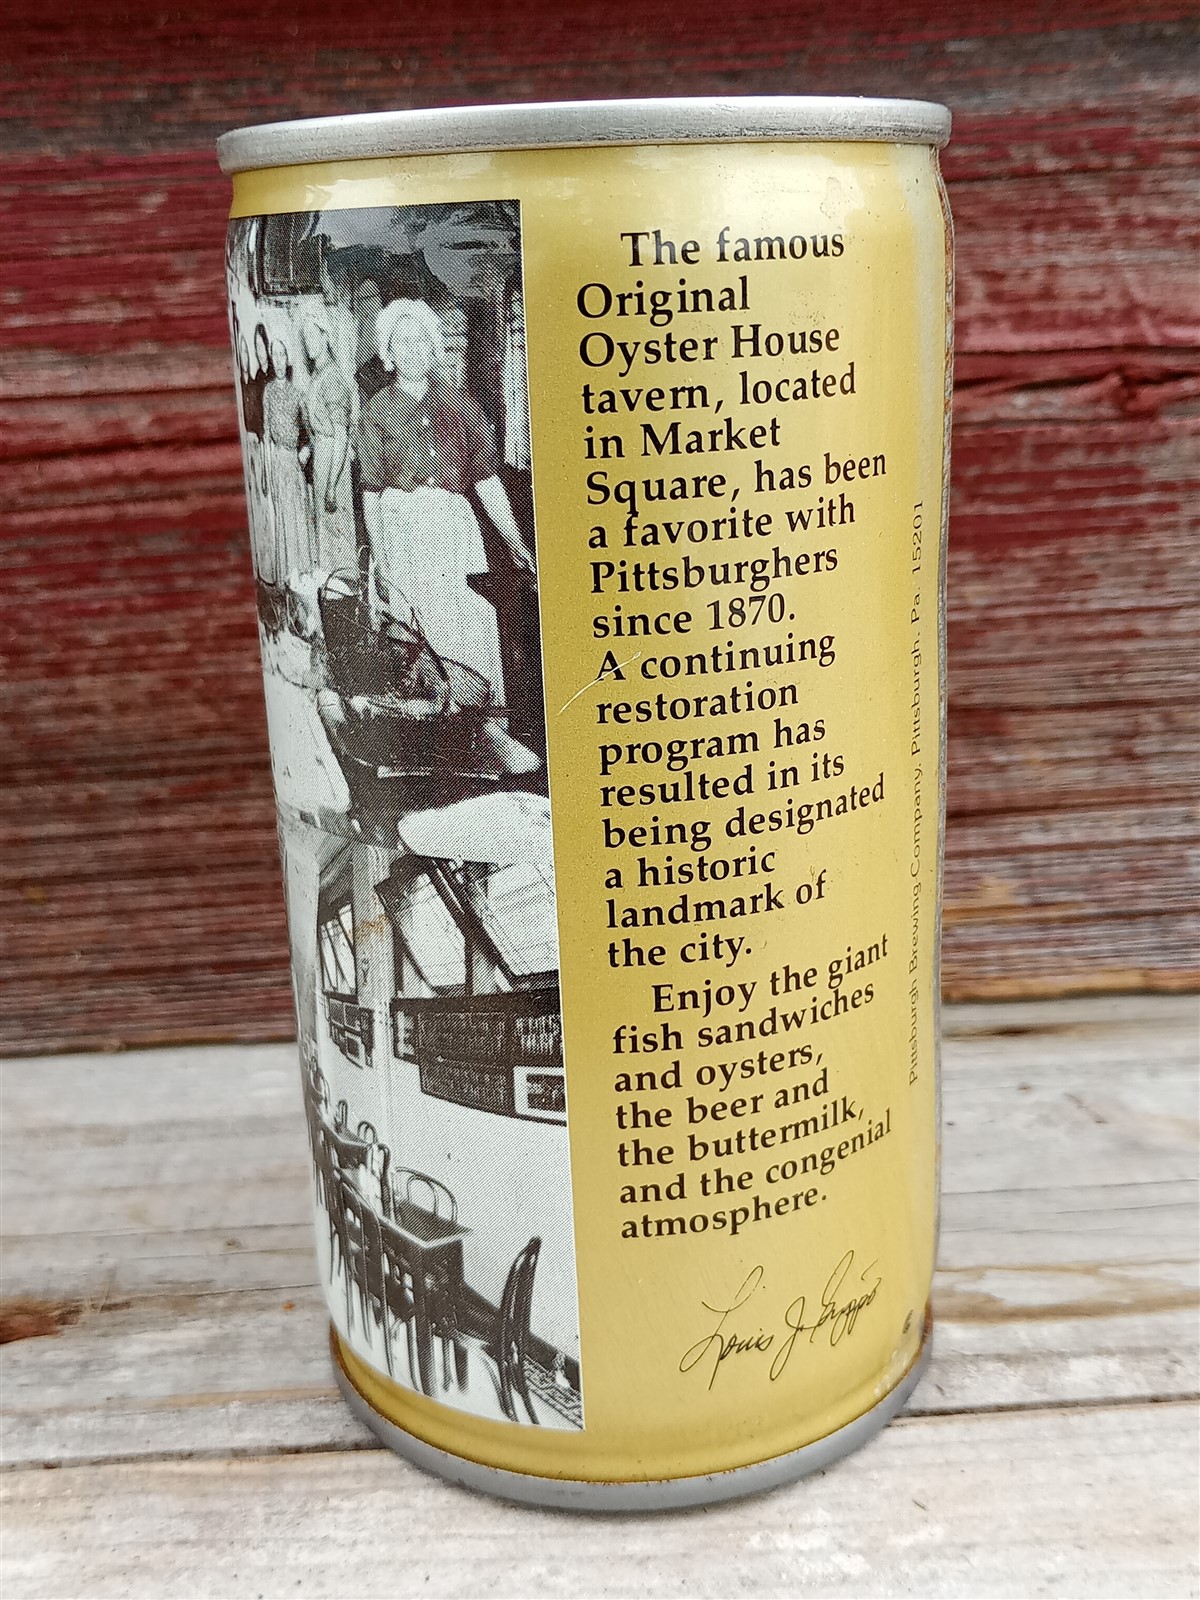 The famous
Original
Oyster House
tavern, located
in Market
Square, has been
a favorite with
Pittsburghers
since 1870.
A continuing
restoration
program has
resulted in its
being designated
a historic
landmark of
the city.
Enjoy the giant
fish sandwiches
and oysters,
the beer and
the buttermilk,
and the congenial
atmosphere.
Louis J.
Pittsburgh Brewing Company, Pittsburgh, Pa. 15201